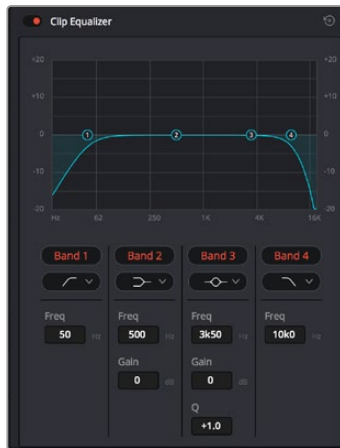 Clip Equalizer
+20 +20
+10 +10
0 1 2 3 4 0
-10 -10
-20 -20
Hz 62 250 1K 4K 16K
Band 1 Band 2 Band 3 Band 4
Freq Freq Freq Freq
50 Hz 500 Hz 3k50 Hz 10k0 Hz
Gain Gain
0 dB 0 dB
Q
+1.0